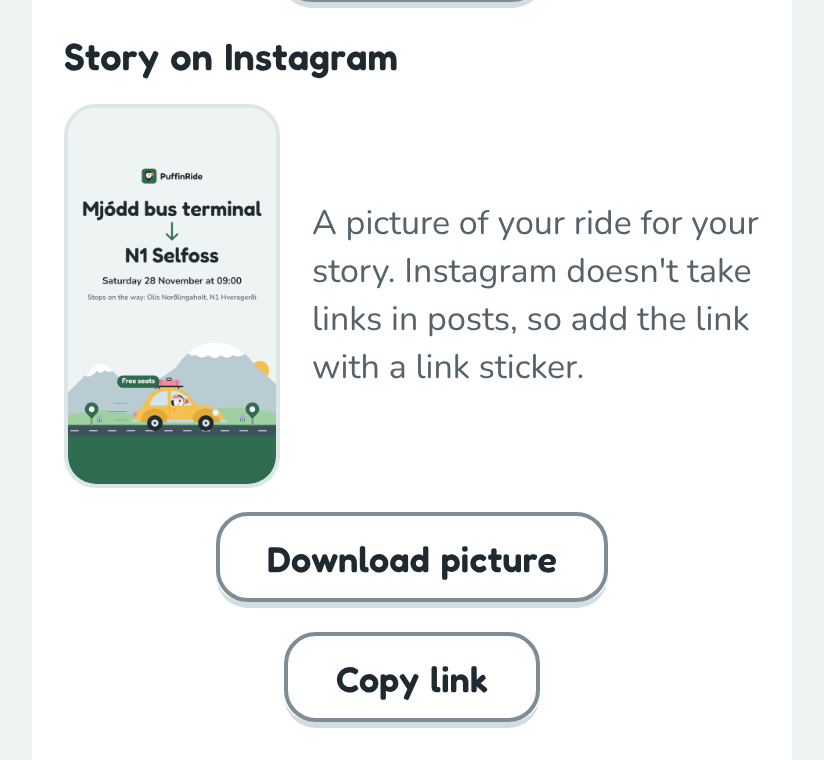 Story on Instagram
PuffinRide
Mjódd bus terminal
N1 Selfoss
Saturday 28 November at 09:00
Stops on the way: Olís Norðlingaholt, N1 Hveragerði
Free seats
A picture of your ride for your
story. Instagram doesn't take
links in posts, so add the link
with a link sticker.
Download picture
Copy link